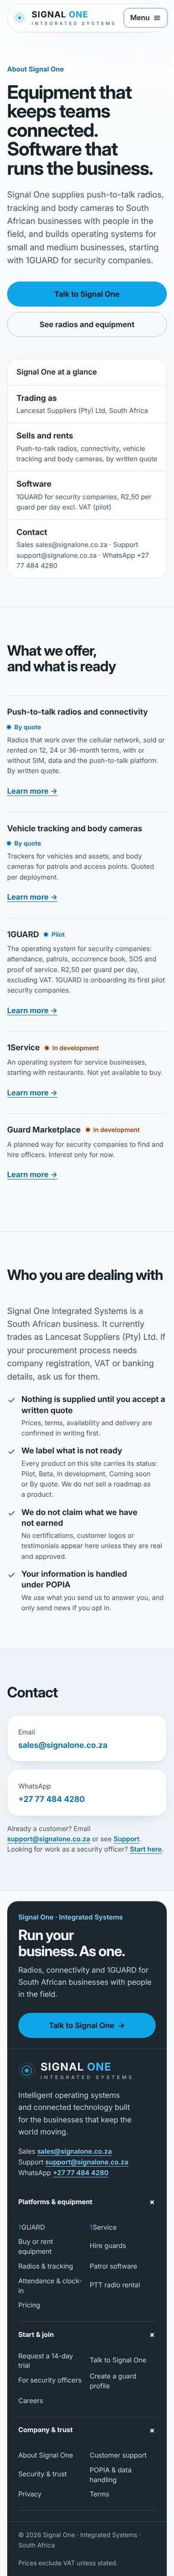 SIGNAL ONE
INTEGRATED SYSTEMS
Menu
About Signal One
Equipment that
keeps teams
connected.
Software that
runs the business.
Signal One supplies push-to-talk radios,
tracking and body cameras to South
African businesses with people in the
field, and builds operating systems for
small and medium businesses, starting
with 1GUARD for security companies.
Talk to Signal One
See radios and equipment
Signal One at a glance
Trading as
Lancesat Suppliers (Pty) Ltd, South Africa
Sells and rents
Push-to-talk radios, connectivity, vehicle
tracking and body cameras, by written quote
Software
1GUARD for security companies, R2,50 per
guard per day excl. VAT (pilot)
Contact
Sales sales@signalone.co.za · Support
support@signalone.co.za · WhatsApp +27
77 484 4280
What we offer,
and what is ready
Push-to-talk radios and connectivity
By quote
Radios that work over the cellular network, sold or
rented on 12, 24 or 36-month terms, with or
without SIM, data and the push-to-talk platform.
By written quote.
Learn more →
Vehicle tracking and body cameras
By quote
Trackers for vehicles and assets, and body
cameras for patrols and access points. Quoted
per deployment.
Learn more →
1GUARD Pilot
The operating system for security companies:
attendance, patrols, occurrence book, SOS and
proof of service. R2,50 per guard per day,
excluding VAT. 1GUARD is onboarding its first pilot
security companies.
Learn more →
1Service In development
An operating system for service businesses,
starting with restaurants. Not yet available to buy.
Learn more →
Guard Marketplace In development
A planned way for security companies to find and
hire officers. Interest only for now.
Learn more →
Who you are dealing with
Signal One Integrated Systems is a
South African business. It currently
trades as Lancesat Suppliers (Pty) Ltd. If
your procurement process needs
company registration, VAT or banking
details, ask us for them.
Nothing is supplied until you accept a
written quote
Prices, terms, availability and delivery are
confirmed in writing first.
We label what is not ready
Every product on this site carries its status:
Pilot, Beta, In development, Coming soon
or By quote. We do not sell a roadmap as
a product.
We do not claim what we have
not earned
No certifications, customer logos or
testimonials appear here unless they are real
and approved.
Your information is handled
under POPIA
We use what you send us to answer you, and
only send news if you opt in.
Contact
Email
sales@signalone.co.za
WhatsApp
+27 77 484 4280
Already a customer? Email
support@signalone.co.za or see Support.
Looking for work as a security officer? Start here.
Signal One · Integrated Systems
Run your
business. As one.
Radios, connectivity and 1GUARD for
South African businesses with people
in the field.
Talk to Signal One →
SIGNAL ONE
INTEGRATED SYSTEMS
Intelligent operating systems
and connected technology built
for the businesses that keep the
world moving.
Sales sales@signalone.co.za
Support support@signalone.co.za
WhatsApp +27 77 484 4280
Platforms & equipment
1GUARD
1Service
Buy or rent
equipment
Hire guards
Radios & tracking
Patrol software
Attendance & clock-
in
PTT radio rental
Pricing
Start & join
Request a 14-day
trial
Talk to Signal One
For security officers
Create a guard
profile
Careers
Company & trust
About Signal One
Customer support
Security & trust
POPIA & data
handling
Privacy
Terms
© 2026 Signal One · Integrated Systems ·
South Africa
Prices exclude VAT unless stated.